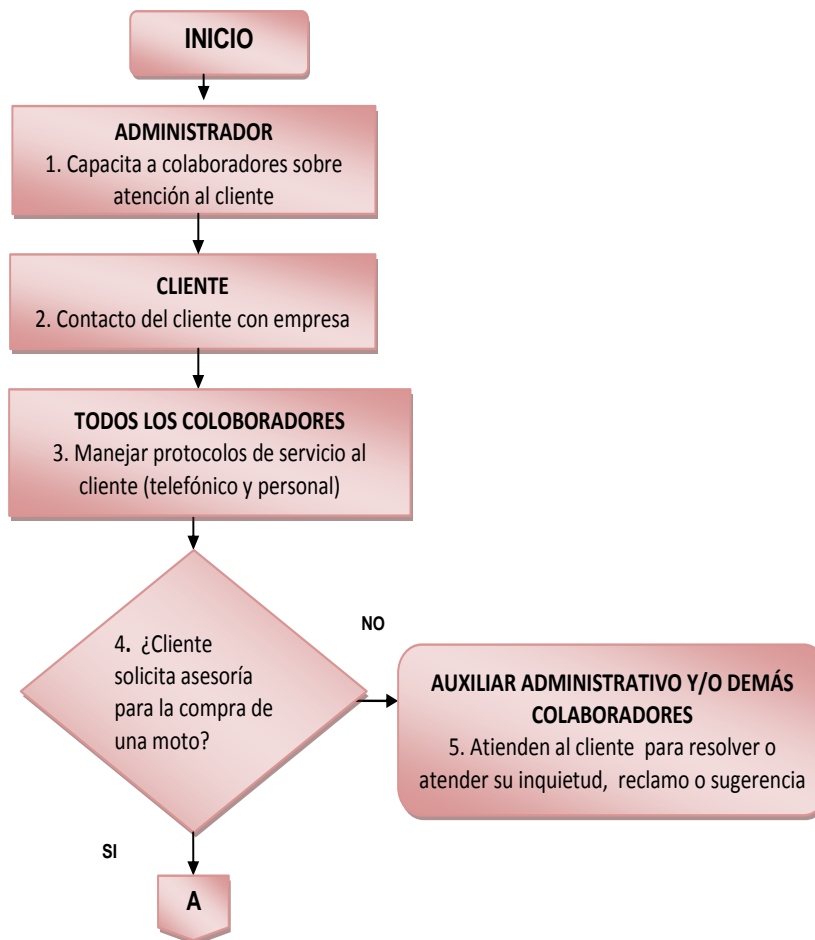 INICIO
ADMINISTRADOR
1. Capacita a colaboradores sobre
atención al cliente
CLIENTE
2. Contacto del cliente con empresa
TODOS LOS COLOBORADORES
3. Manejar protocolos de servicio al
cliente (telefónico y personal)
4. ¿Cliente
solicita asesoría
para la compra de
una moto?
NO
AUXILIAR ADMINISTRATIVO Y/O DEMÁS
COLABORADORES
5. Atienden al cliente para resolver o
atender su inquietud, reclamo o sugerencia
SI
A